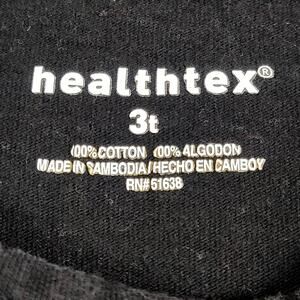 healthtex®
3t
100% COTTON 100% ALGODON
MADE IN CAMBODIA/HECHO EN CAMBOY
RN# 51638